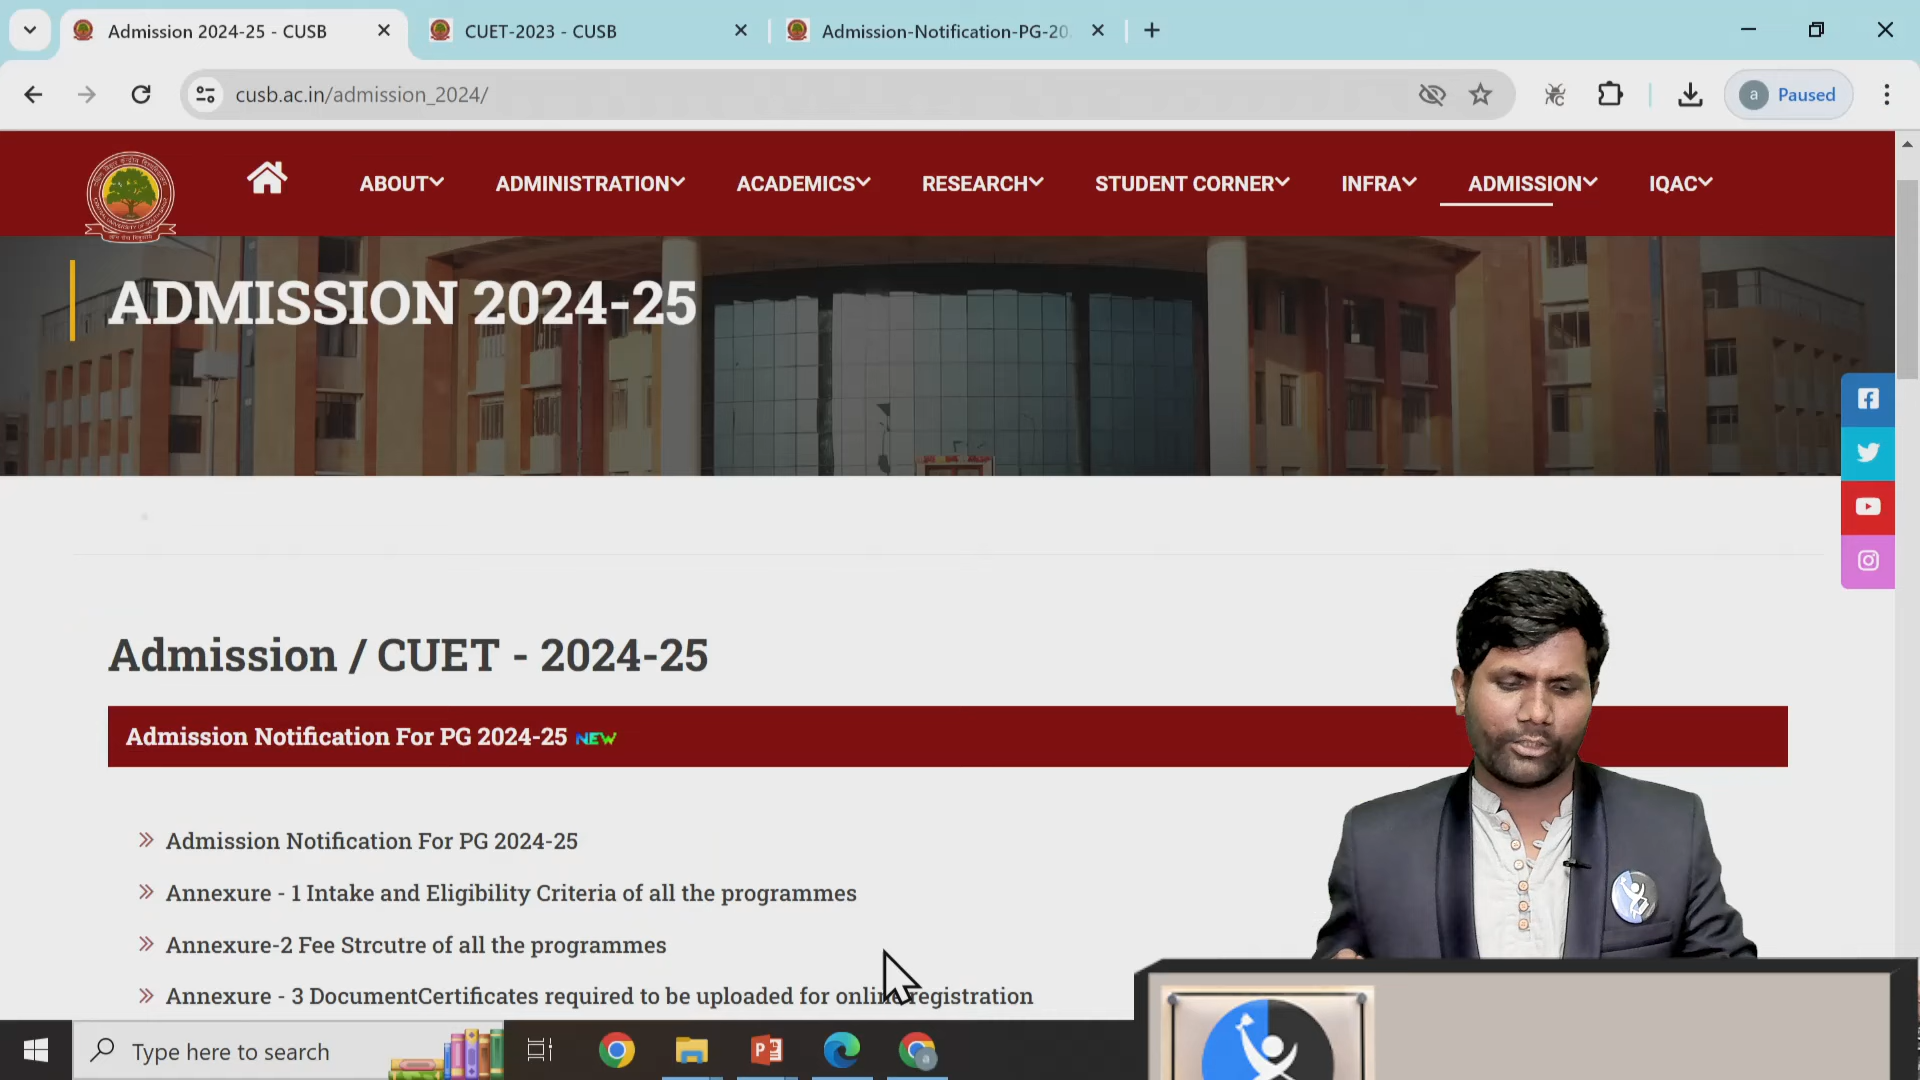 Admission 2024-25 - CUSB
CUET-2023 - CUSB
Admission-Notification-PG-20
cusb.ac.in/admission_2024/
a Paused
ABOUT
ADMINISTRATION
ACADEMICS
RESEARCH
STUDENT CORNER
INFRA
ADMISSION
IQAC
ADMISSION 2024-25
Admission / CUET - 2024-25
Admission Notification For PG 2024-25 NEW
Admission Notification For PG 2024-25
Annexure - 1 Intake and Eligibility Criteria of all the programmes
Annexure-2 Fee Strcutre of all the programmes
Annexure - 3 DocumentCertificates required to be uploaded for online registration
Type here to search